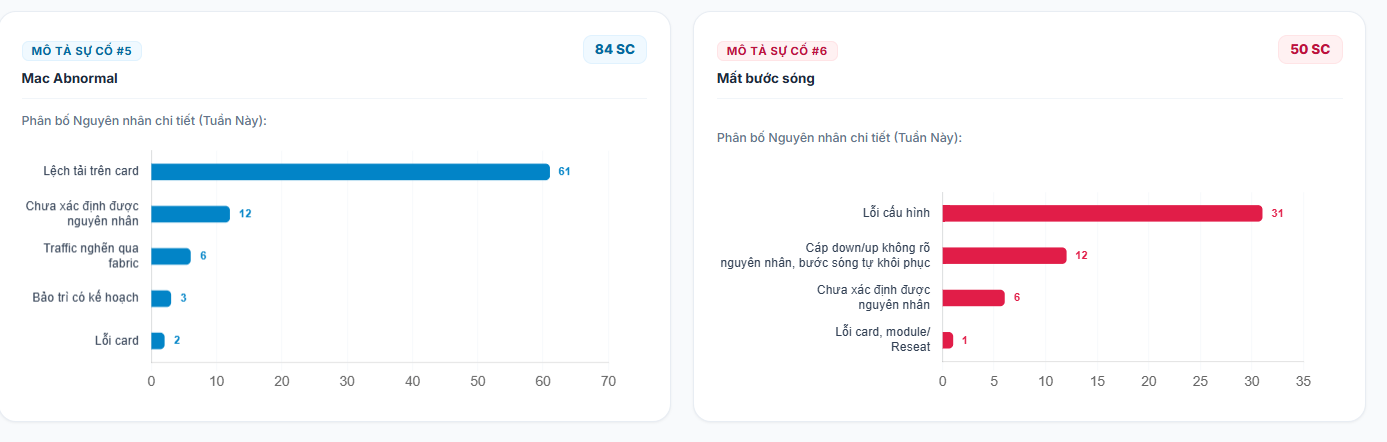 MÔ TẢ SỰ CỐ #5
84 SC
Mac Abnormal
Phân bố Nguyên nhân chi tiết (Tuần Này):
Lệch tải trên card
61
Chưa xác định được
nguyên nhân
12
Traffic nghẽn qua
fabric
6
Bảo trì có kế hoạch
3
Lỗi card
2
0 10 20 30 40 50 60 70
MÔ TẢ SỰ CỐ #6
50 SC
Mất bước sóng
Phân bố Nguyên nhân chi tiết (Tuần Này):
Lỗi cấu hình
31
Cáp down/up không rõ
nguyên nhân, bước sóng tự khôi phục
12
Chưa xác định được
nguyên nhân
6
Lỗi card, module/
Reseat
1
0 5 10 15 20 25 30 35